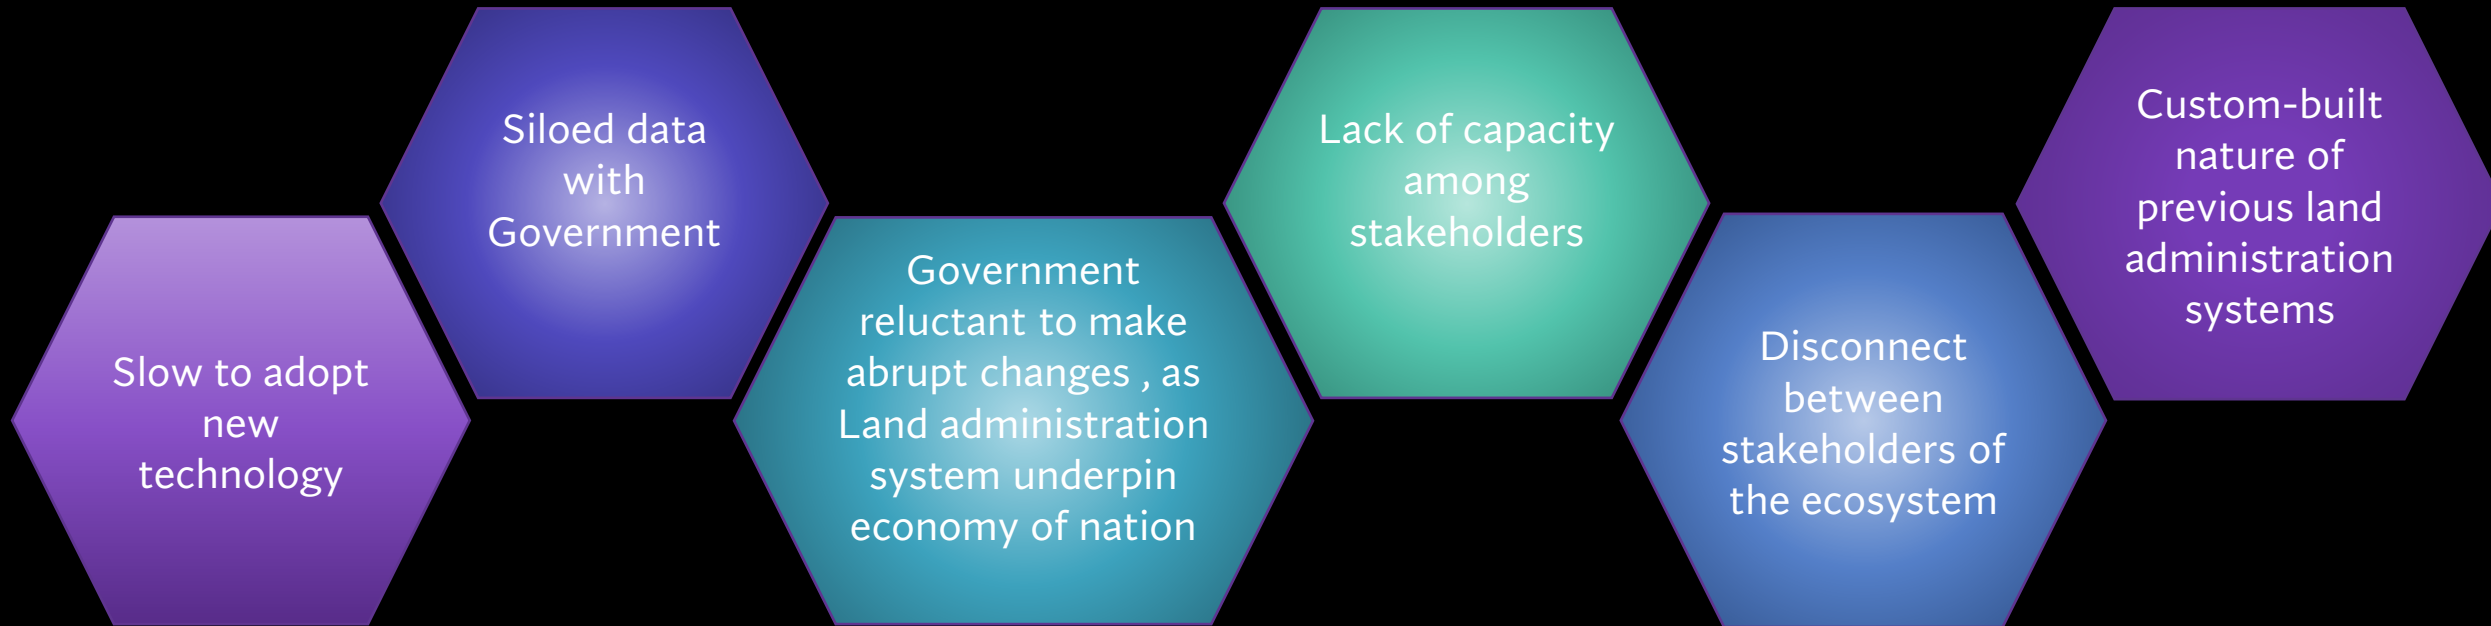 Slow to adopt
new
technology
Siloed data
with
Government
Government
reluctant to make
abrupt changes , as
Land administration
system underpin
economy of nation
Lack of capacity
among
stakeholders
Disconnect
between
stakeholders of
the ecosystem
Custom-built
nature of
previous land
administration
systems